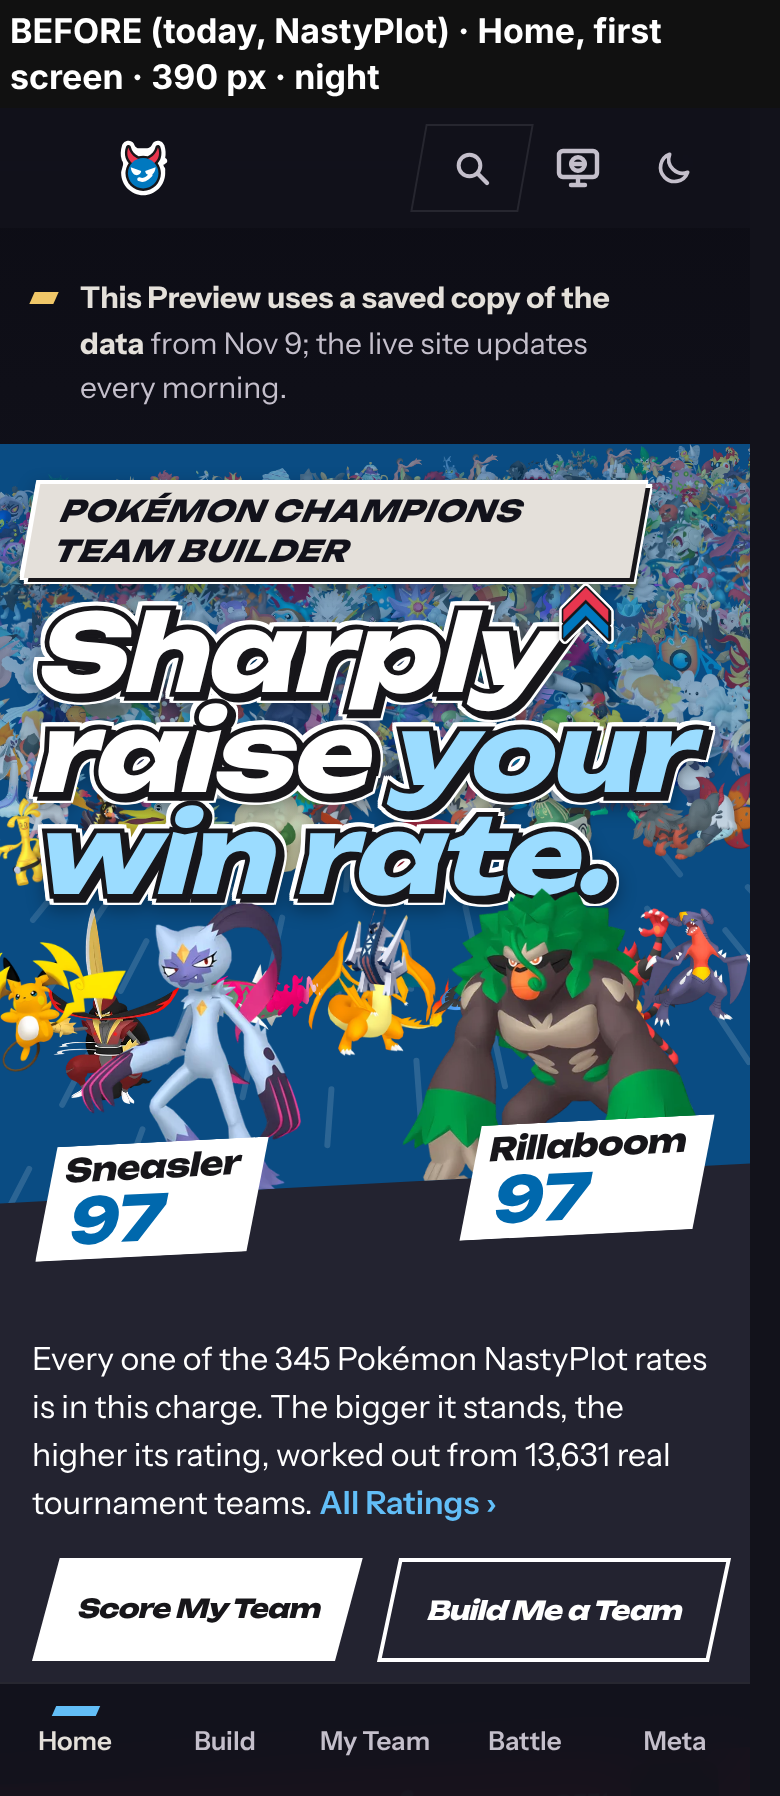 BEFORE (today, NastyPlot) · Home, first
screen · 390 px · night
This Preview uses a saved copy of the
data from Nov 9; the live site updates
every morning.
POKÉMON CHAMPIONS
TEAM BUILDER
Sharply
raise your
win rate.
Sneasler
97
Rillaboom
97
Every one of the 345 Pokémon NastyPlot rates
is in this charge. The bigger it stands, the
higher its rating, worked out from 13,631 real
tournament teams. All Ratings ›
Score My Team
Build Me a Team
Home Build My Team Battle Meta